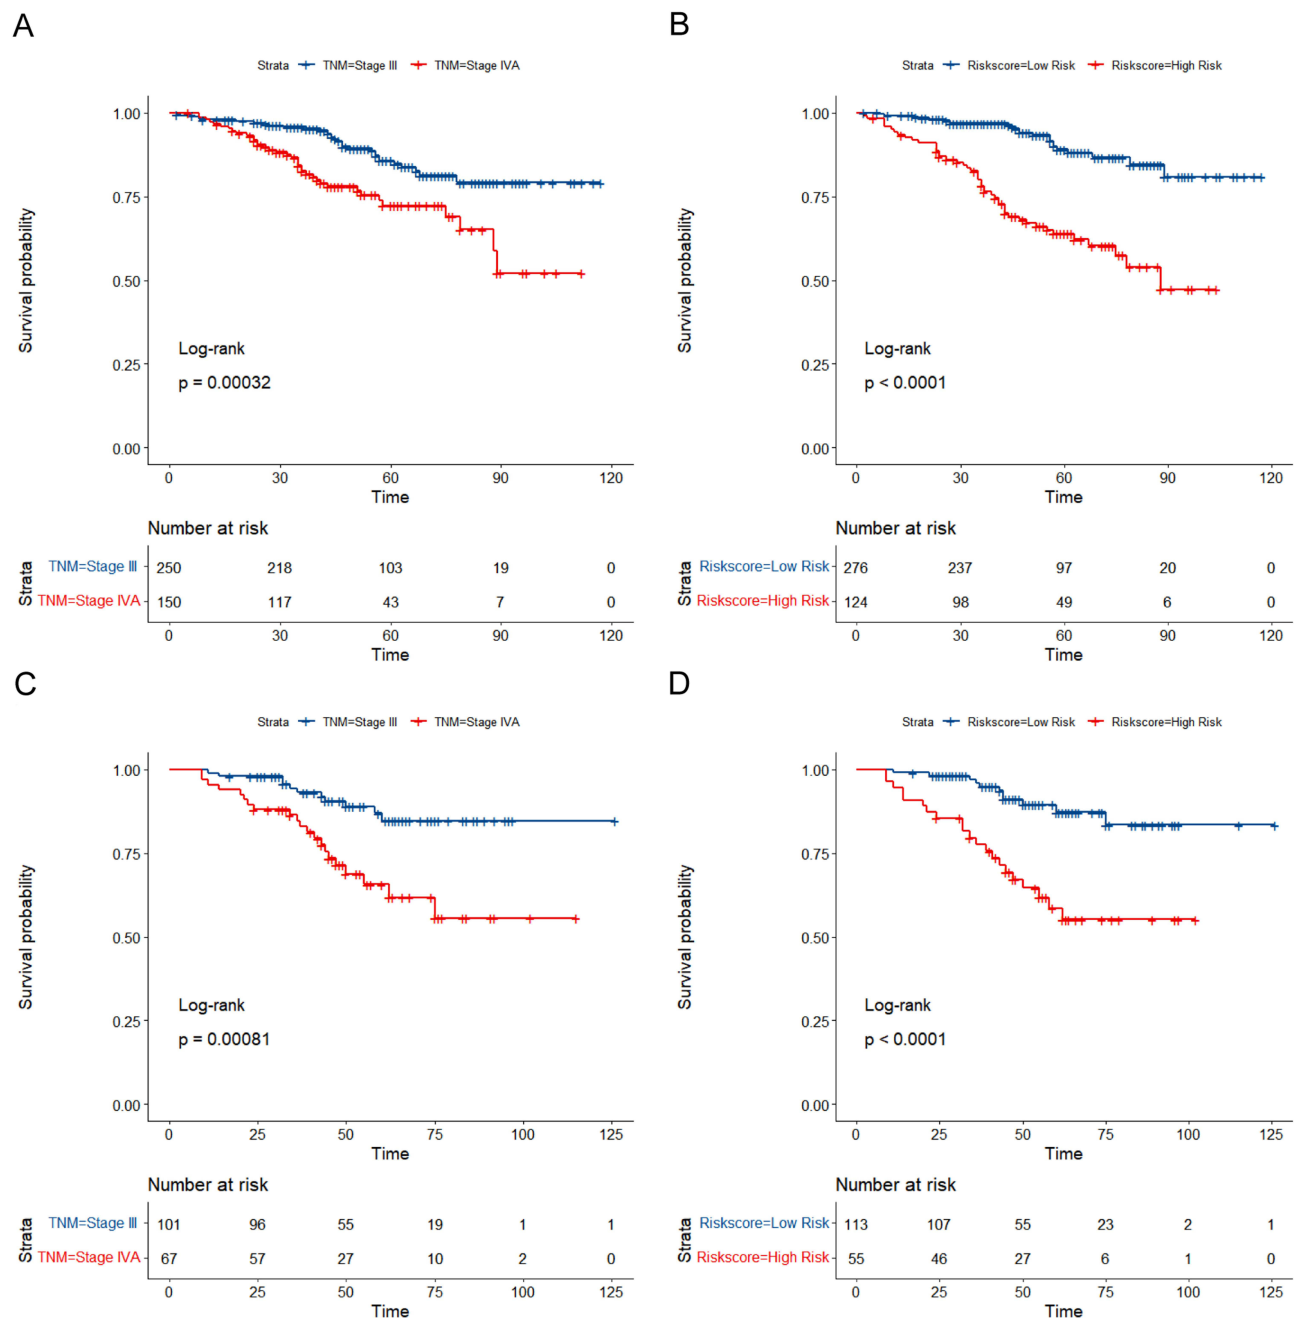 A
Strata TNM=Stage III TNM=Stage IVA
1.00
0.75
0.50
0.25
0.00
Survival probability
Log-rank
p = 0.00032
0 30 60 90 120
Time
Number at risk
Strata
TNM=Stage III 250 218 103 19 0
TNM=Stage IVA 150 117 43 7 0
0 30 60 90 120
Time
B
Strata Riskscore=Low Risk Riskscore=High Risk
1.00
0.75
0.50
0.25
0.00
Survival probability
Log-rank
p < 0.0001
0 30 60 90 120
Time
Number at risk
Strata
Riskscore=Low Risk 276 237 97 20 0
Riskscore=High Risk 124 98 49 6 0
0 30 60 90 120
Time
C
Strata TNM=Stage III TNM=Stage IVA
1.00
0.75
0.50
0.25
0.00
Survival probability
Log-rank
p = 0.00081
0 25 50 75 100 125
Time
Number at risk
Strata
TNM=Stage III 101 96 55 19 1 1
TNM=Stage IVA 67 57 27 10 2 0
0 25 50 75 100 125
Time
D
Strata Riskscore=Low Risk Riskscore=High Risk
1.00
0.75
0.50
0.25
0.00
Survival probability
Log-rank
p < 0.0001
0 25 50 75 100 125
Time
Number at risk
Strata
Riskscore=Low Risk 113 107 55 23 2 1
Riskscore=High Risk 55 46 27 6 1 0
0 25 50 75 100 125
Time